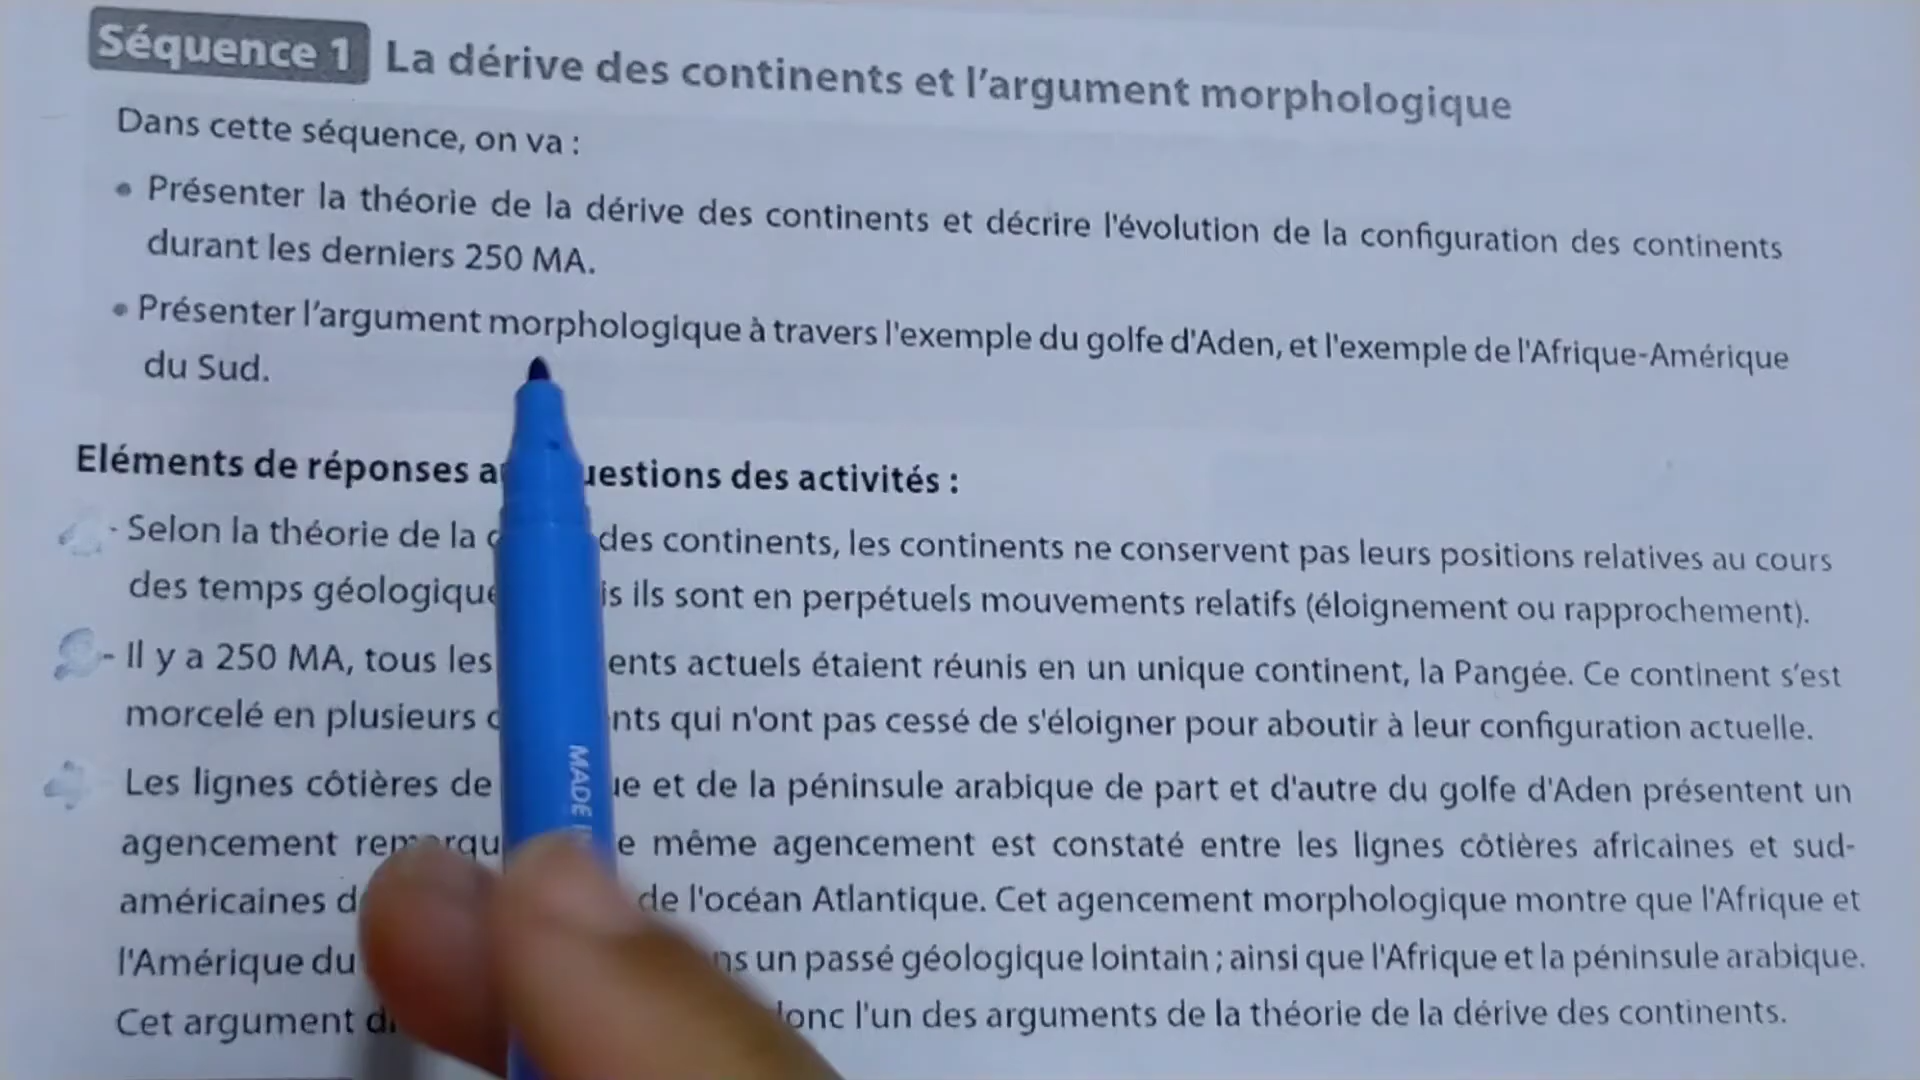 Séquence 1 La dérive des continents et l'argument morphologique
Dans cette séquence, on va :
• Présenter la théorie de la dérive des continents et décrire l'évolution de la configuration des continents
durant les derniers 250 MA.
• Présenter l'argument morphologique à travers l'exemple du golfe d'Aden, et l'exemple de l'Afrique-Amérique
du Sud.
Eléments de réponses questions des activités :
- Selon la théorie de la des continents, les continents ne conservent pas leurs positions relatives au cours
des temps ils sont en perpétuels mouvements relatifs (éloignement ou rapprochement).
- Il y a 250 MA, tous les actuels étaient réunis en un unique continent, la Pangée. Ce continent s'est
morcelé en plusieurs qui n'ont pas cessé de s'éloigner pour aboutir à leur configuration actuelle.
Les lignes côtières de et de la péninsule arabique de part et d'autre du golfe d'Aden présentent un
agencement même agencement est constaté entre les lignes côtières africaines et sud-
américaines de l'océan Atlantique. Cet agencement morphologique montre que l'Afrique et
l'Amérique du un passé géologique lointain ; ainsi que l'Afrique et la péninsule arabique.
Cet argument donc l'un des arguments de la théorie de la dérive des continents.
MADE